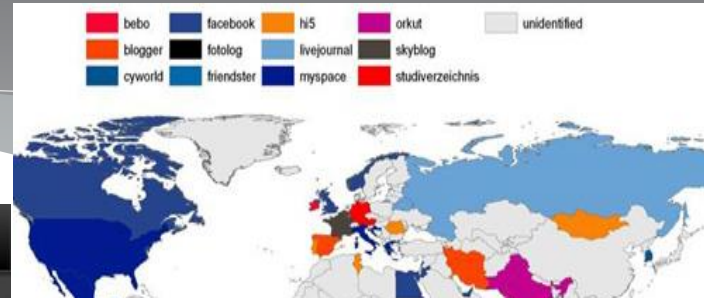 bebo facebook hi5 orkut unidentified
blogger fotolog livejournal skyblog
cyworld friendster myspace studiverzeichnis